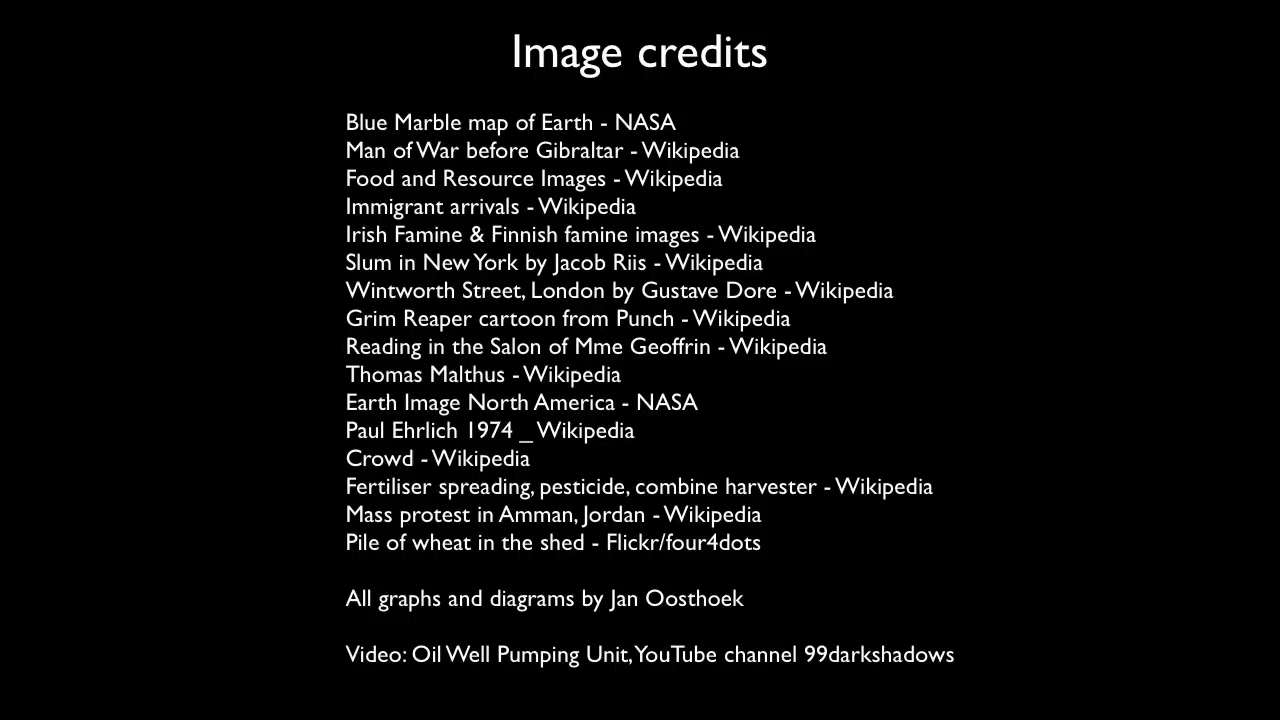 Image credits
Blue Marble map of Earth - NASA
Man of War before Gibraltar - Wikipedia
Food and Resource Images - Wikipedia
Immigrant arrivals - Wikipedia
Irish Famine & Finnish famine images - Wikipedia
Slum in New York by Jacob Riis - Wikipedia
Wintworth Street, London by Gustave Dore - Wikipedia
Grim Reaper cartoon from Punch - Wikipedia
Reading in the Salon of Mme Geoffrin - Wikipedia
Thomas Malthus - Wikipedia
Earth Image North America - NASA
Paul Ehrlich 1974 _ Wikipedia
Crowd - Wikipedia
Fertiliser spreading, pesticide, combine harvester - Wikipedia
Mass protest in Amman, Jordan - Wikipedia
Pile of wheat in the shed - Flickr/four4dots
All graphs and diagrams by Jan Oosthoek
Video: Oil Well Pumping Unit, YouTube channel 99darkshadows